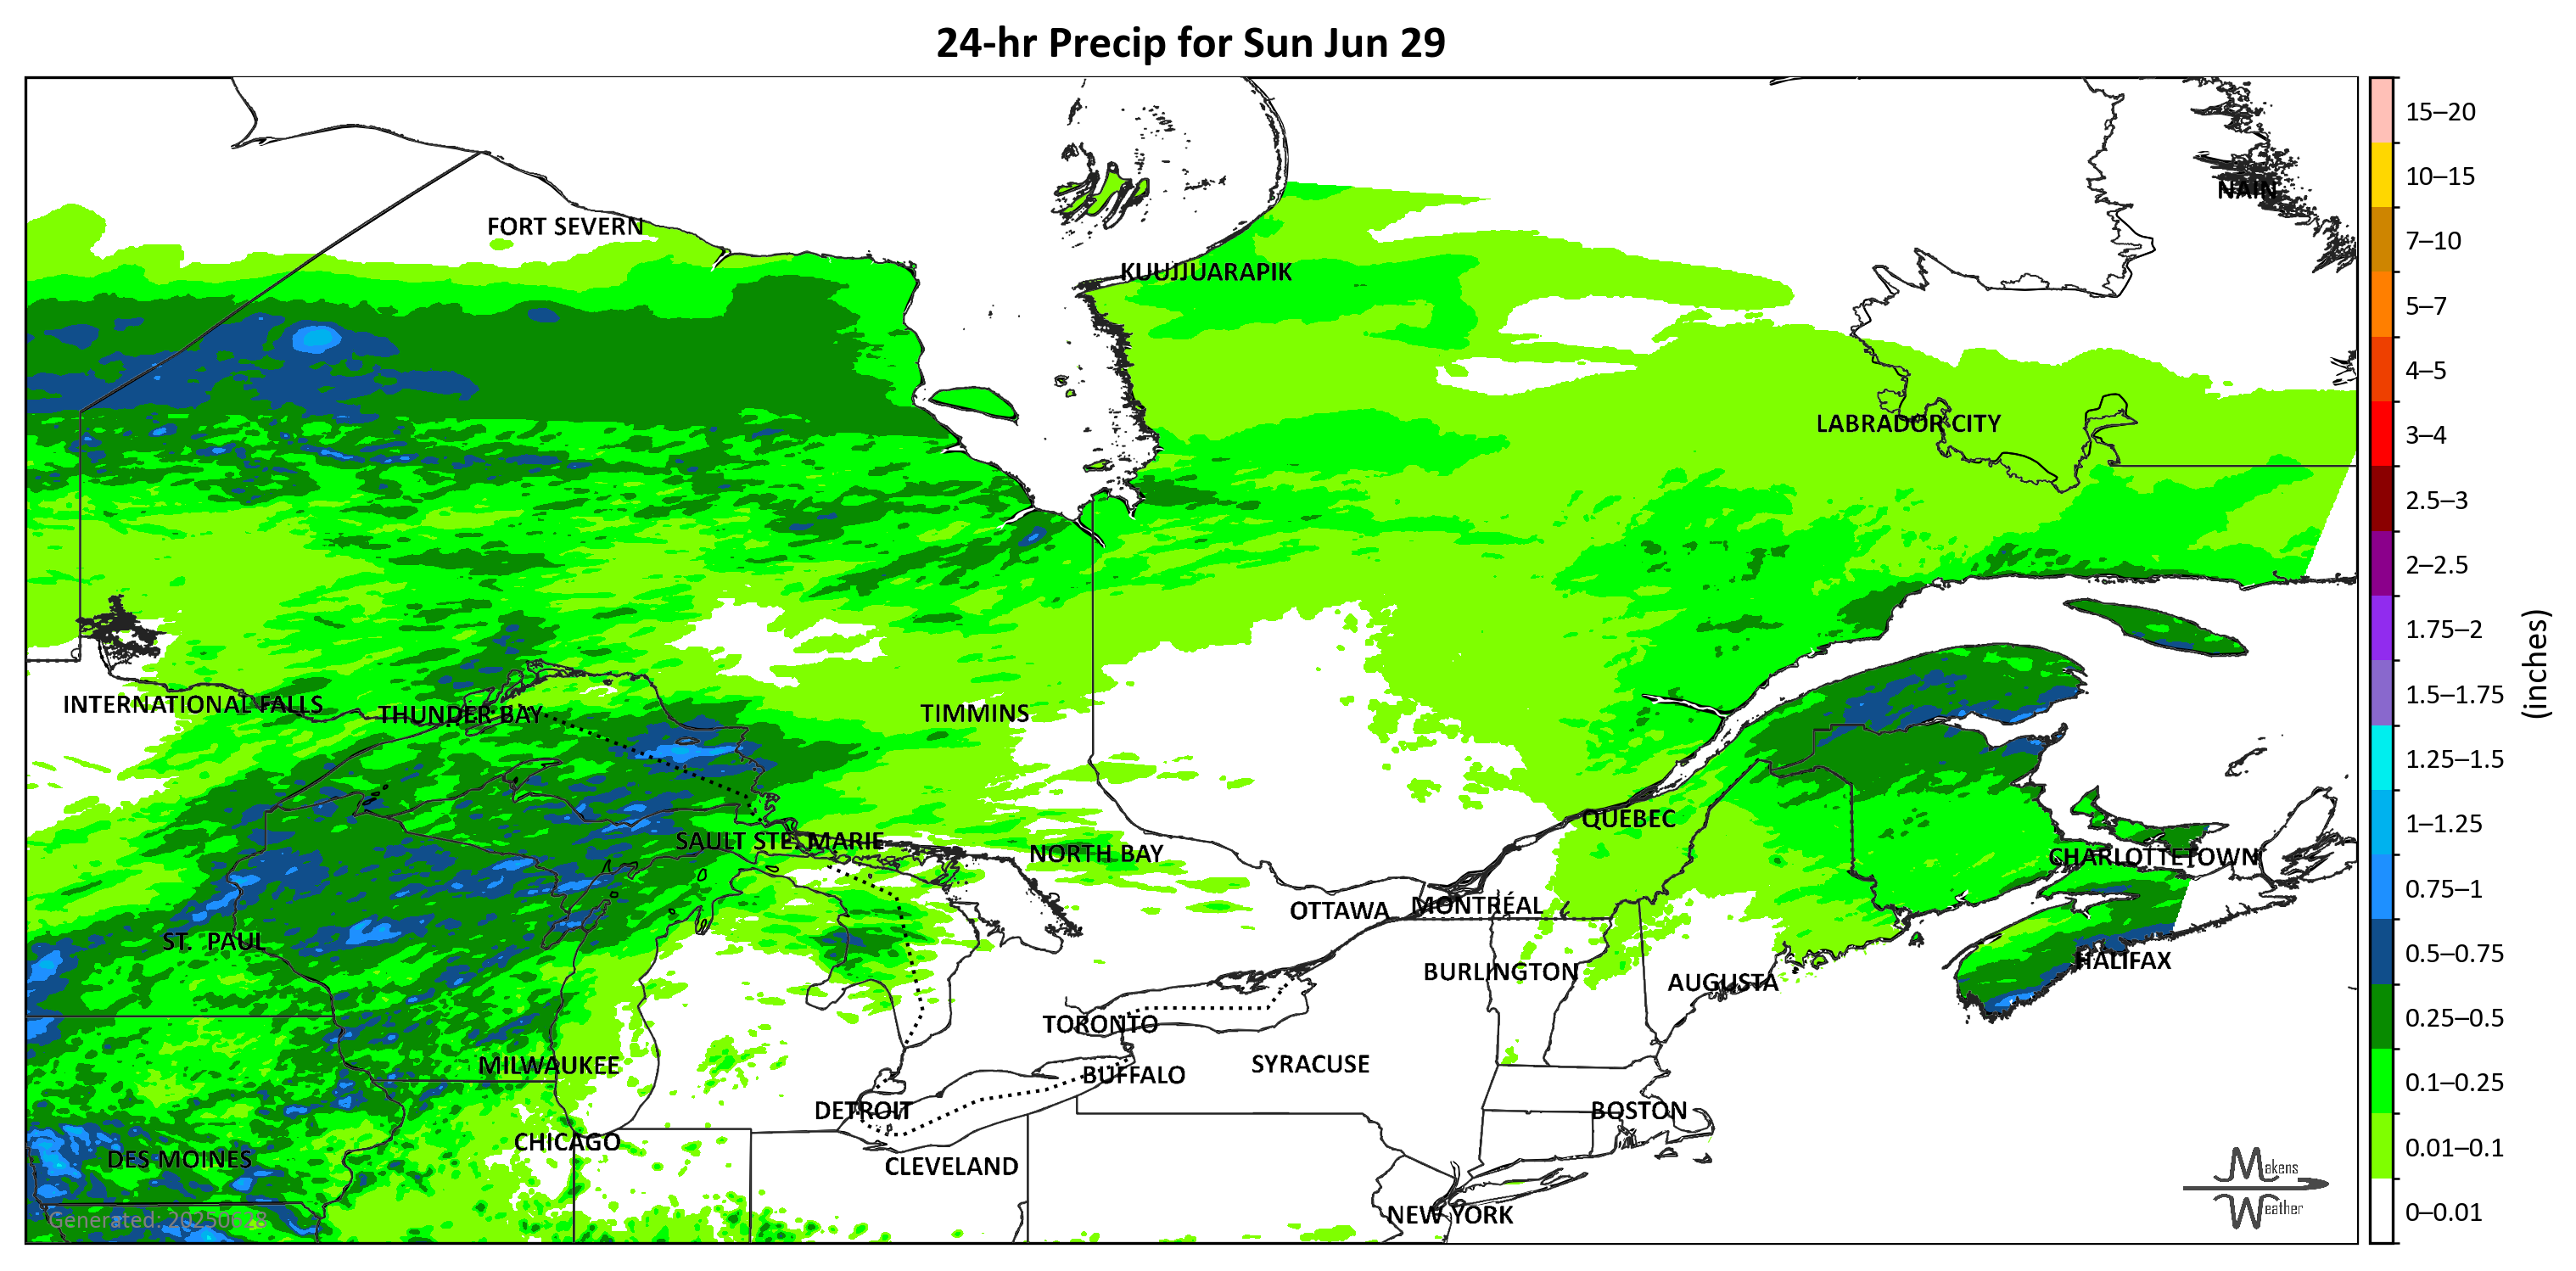 24-hr Precip for Sun Jun 29
NAIN
FORT SEVERN
KUUJJUARAPIK
LABRADOR CITY
INTERNATIONAL FALLS
THUNDER BAY
TIMMINS
QUEBEC
SAULT STE. MARIE
NORTH BAY
CHARLOTTETOWN
OTTAWA
MONTRÉAL
ST. PAUL
HALIFAX
BURLINGTON
AUGUSTA
TORONTO
MILWAUKEE
SYRACUSE
BUFFALO
DETROIT
BOSTON
CHICAGO
DES MOINES
CLEVELAND
NEW YORK
Generated: 20250628
Makens
Weather
15–20
10–15
7–10
5–7
4–5
3–4
2.5–3
2–2.5
1.75–2
1.5–1.75
1.25–1.5
1–1.25
0.75–1
0.5–0.75
0.25–0.5
0.1–0.25
0.01–0.1
0–0.01
(inches)